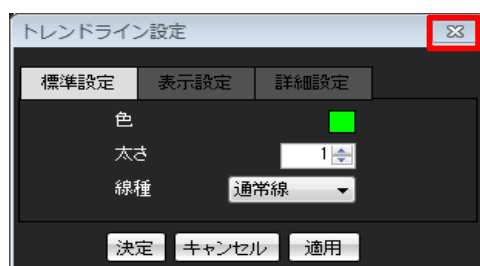 トレンドライン設定
標準設定 表示設定 詳細設定
色
太さ 1
線種 通常線
決定 キャンセル 適用